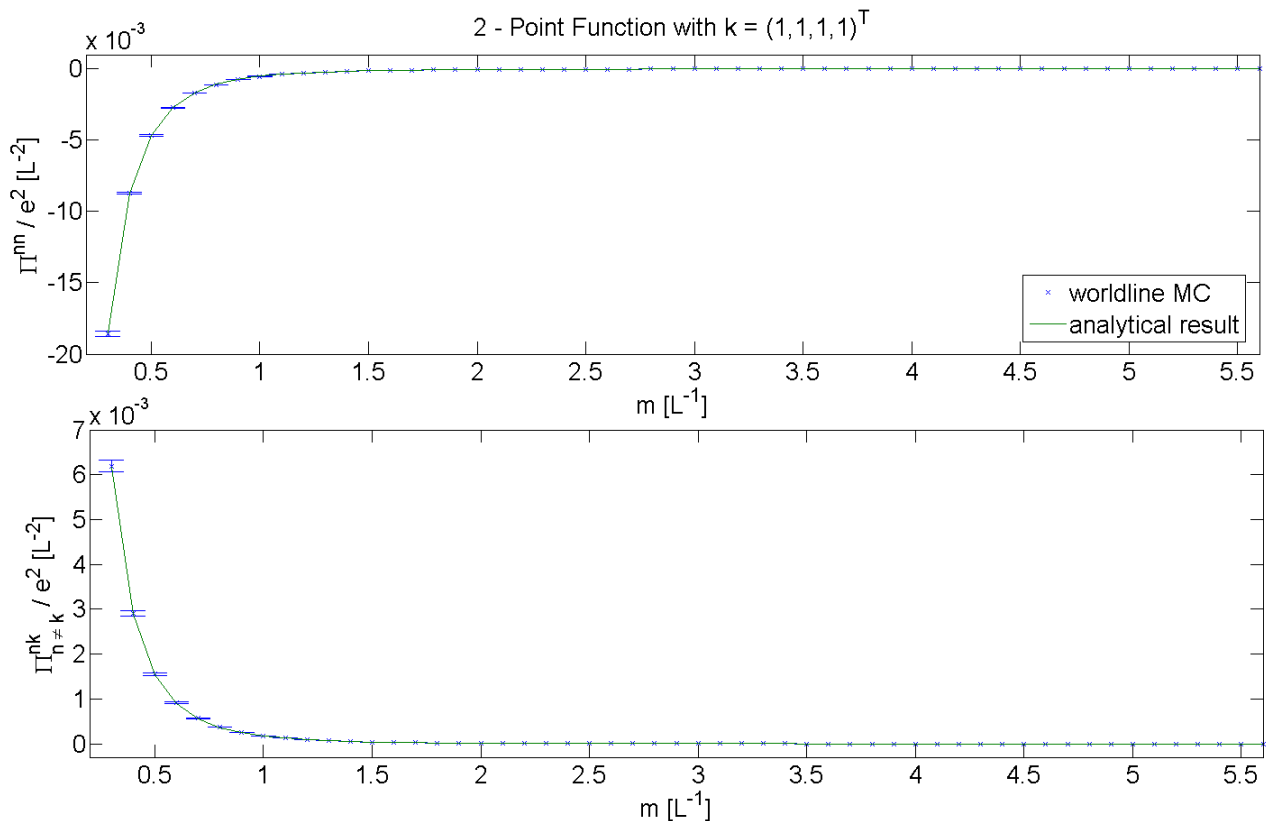 2 - Point Function with k = (1,1,1,1)^T
x 10^-3
0
-5
-10
-15
-20
Π^nn / e^2 [L^-2]
worldline MC
analytical result
0.5 1 1.5 2 2.5 3 3.5 4 4.5 5 5.5
m [L^-1]
x 10^-3
7
6
5
4
3
2
1
0
Π^nk_n ≠ k / e^2 [L^-2]
0.5 1 1.5 2 2.5 3 3.5 4 4.5 5 5.5
m [L^-1]